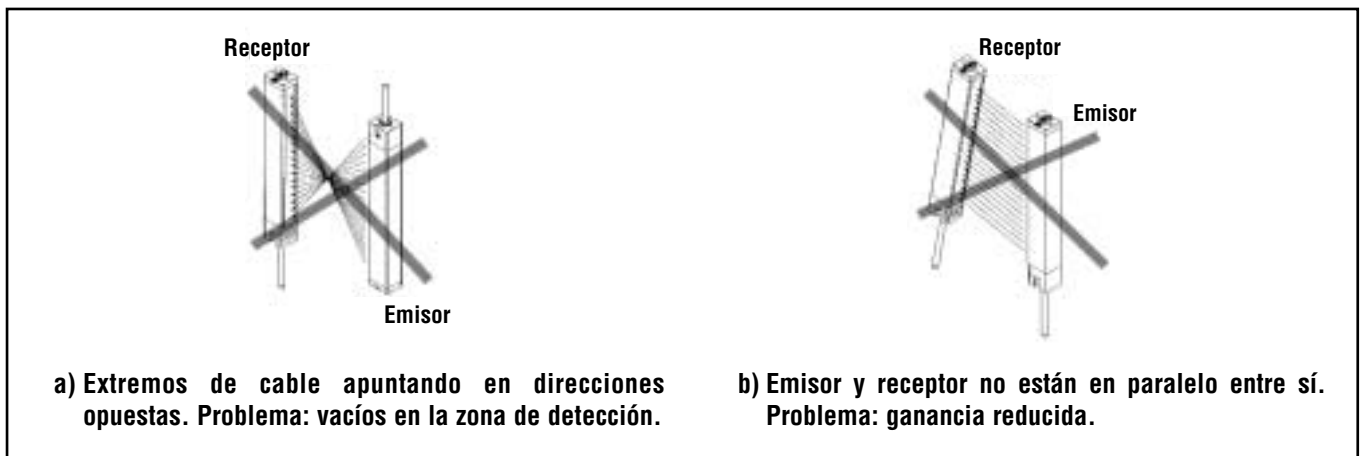 Receptor
Emisor
a) Extremos de cable apuntando en direcciones
opuestas. Problema: vacíos en la zona de detección.
Receptor
Emisor
b) Emisor y receptor no están en paralelo entre sí.
Problema: ganancia reducida.